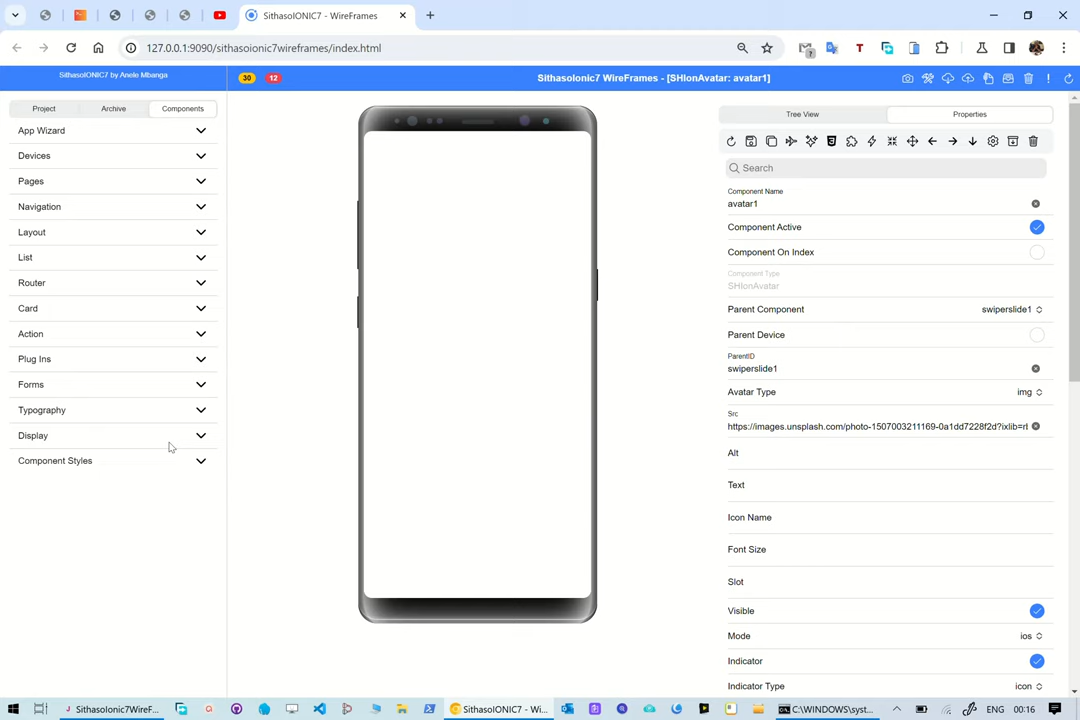 SithasoIONIC7 - WireFrames
127.0.0.1:9090/sithasoionic7wireframes/index.html
SithasoIONIC7 by Anele Mbanga
30
12
SithasoIonic7 WireFrames - [SHIonAvatar: avatar1]
Project
Archive
Components
App Wizard
Devices
Pages
Navigation
Layout
List
Router
Card
Action
Plug Ins
Forms
Typography
Display
Component Styles
Tree View
Properties
Search
Component Name
avatar1
Component Active
Component On Index
Component Type
SHIonAvatar
Parent Component
swiperslide1
Parent Device
ParentID
swiperslide1
Avatar Type
img
Src
https://images.unsplash.com/photo-1507003211169-0a1dd7228f2d?ixlib=rl
Alt
Text
Icon Name
Font Size
Slot
Visible
Mode
ios
Indicator
Indicator Type
icon
SithasoIonic7WireF...
SithasoIONIC7 - Wi...
C:\WINDOWS\syst...
ENG
00:16